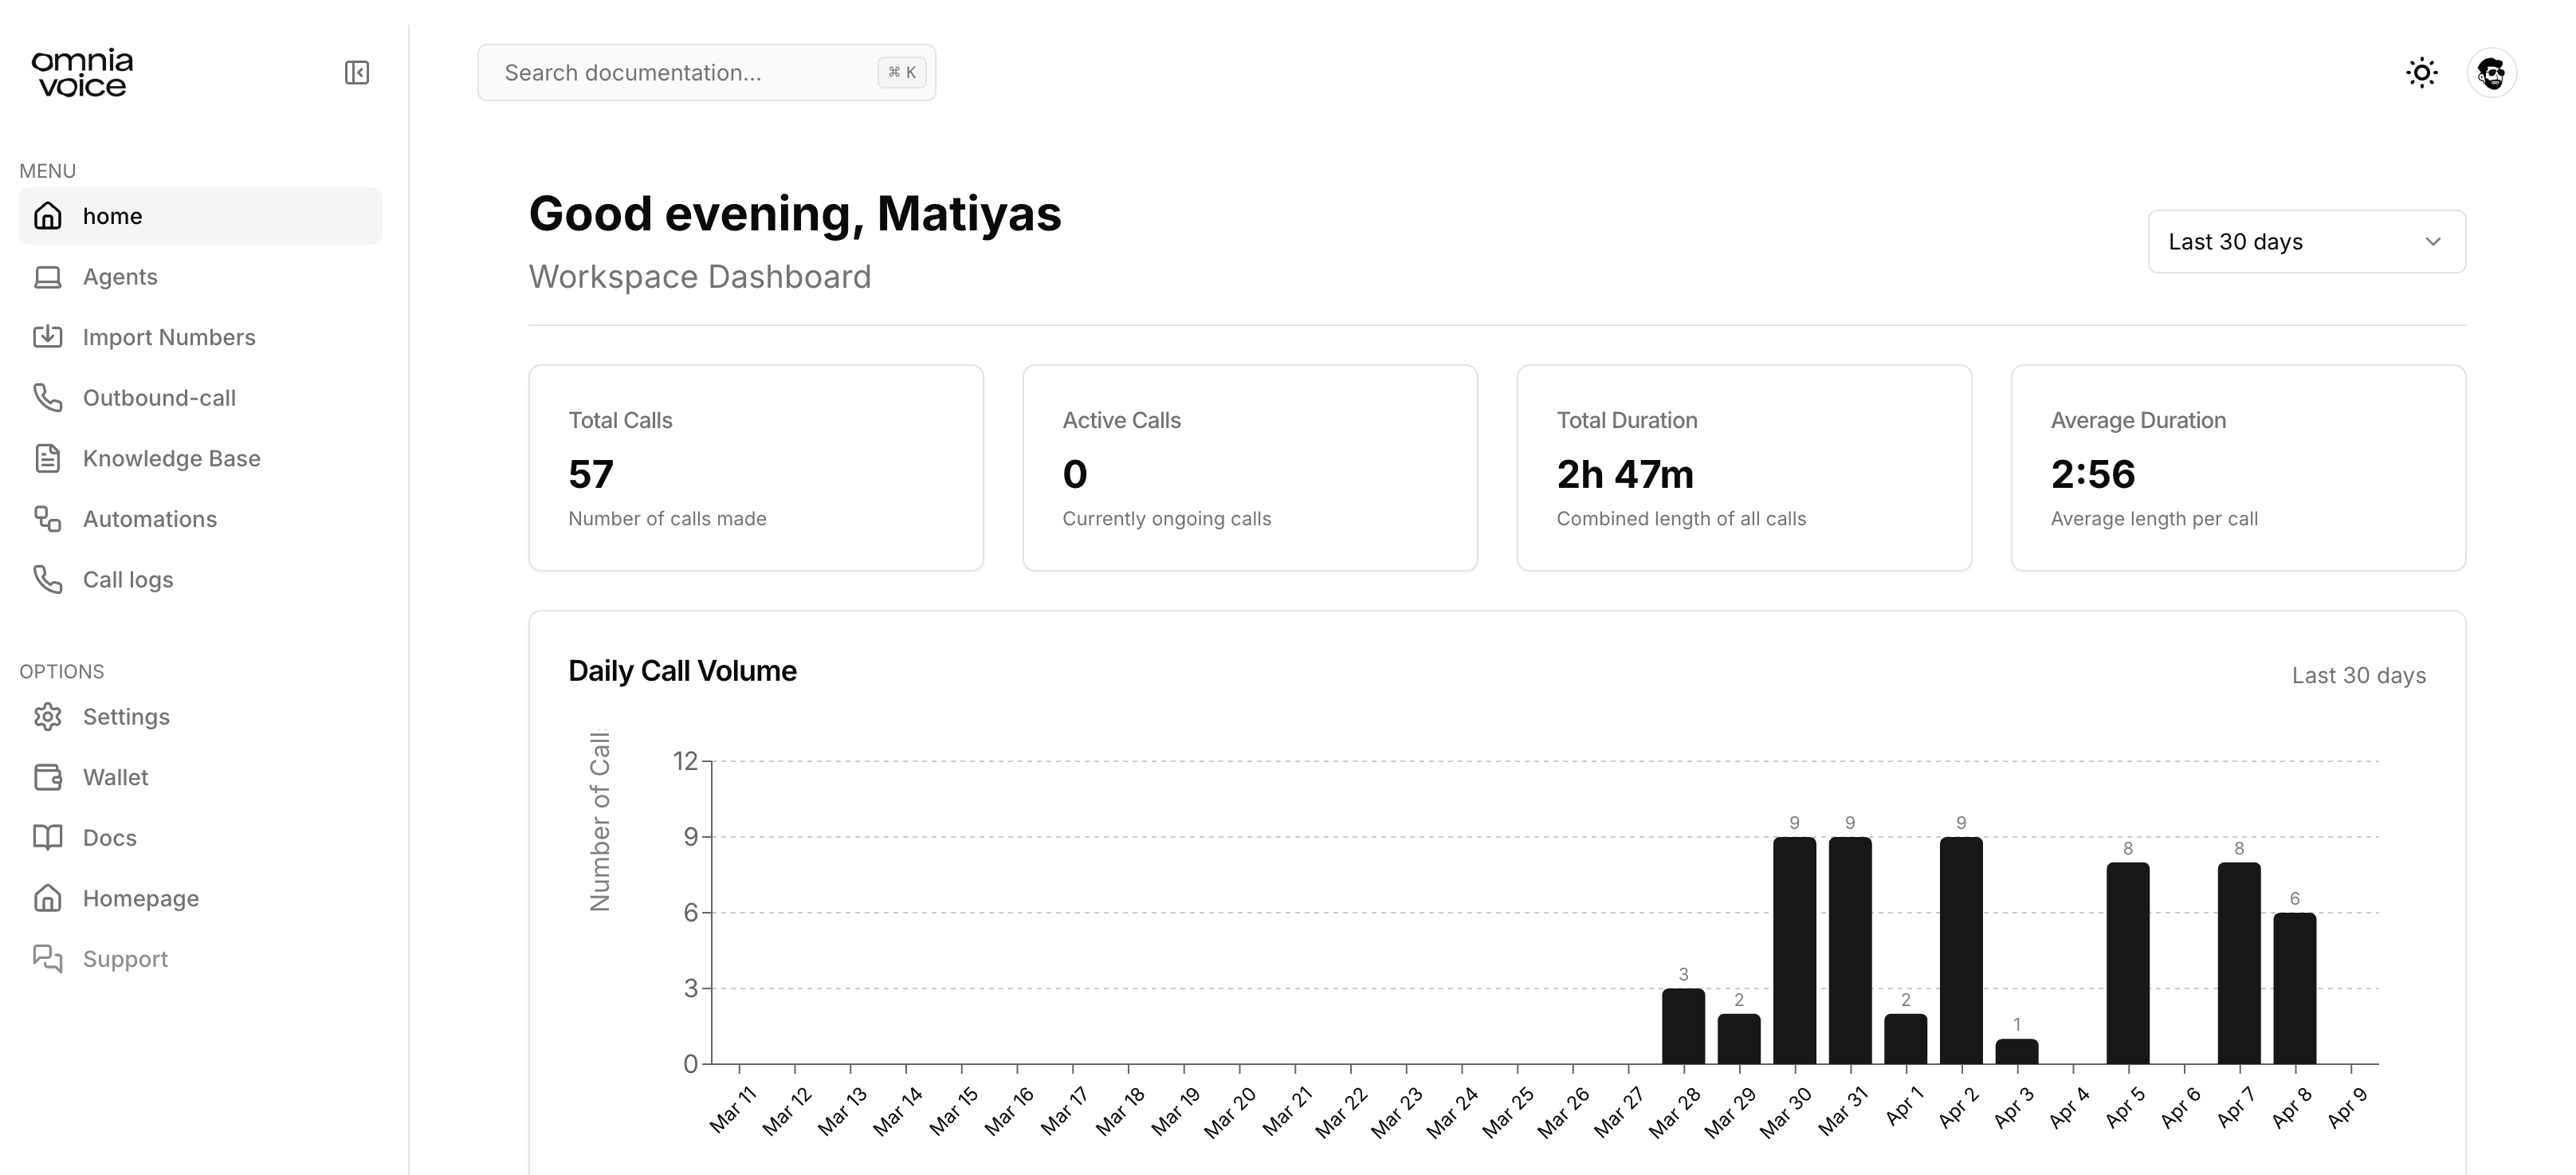 omnia
voice
Search documentation...
⌘ K
MENU
home
Agents
Import Numbers
Outbound-call
Knowledge Base
Automations
Call logs
OPTIONS
Settings
Wallet
Docs
Homepage
Support
Good evening, Matiyas
Workspace Dashboard
Last 30 days
Total Calls
57
Number of calls made
Active Calls
0
Currently ongoing calls
Total Duration
2h 47m
Combined length of all calls
Average Duration
2:56
Average length per call
Daily Call Volume
Last 30 days
Number of Call
12
9
6
3
0
3
2
9
9
2
9
1
8
8
6
Mar 11
Mar 12
Mar 13
Mar 14
Mar 15
Mar 16
Mar 17
Mar 18
Mar 19
Mar 20
Mar 21
Mar 22
Mar 23
Mar 24
Mar 25
Mar 26
Mar 27
Mar 28
Mar 29
Mar 30
Mar 31
Apr 1
Apr 2
Apr 3
Apr 4
Apr 5
Apr 6
Apr 7
Apr 8
Apr 9